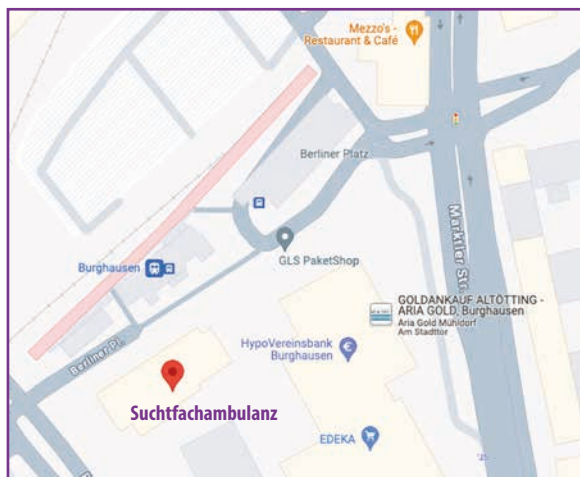 Mezzo's -
Restaurant & Café
Berliner Platz
Burghausen
GLS PaketShop
Marktler Str.
GOLDANKAUF ALTÖTTING -
ARIA GOLD, Burghausen
Aria Gold Mühldorf
Am Stadttor
HypoVereinsbank
Burghausen
Berliner Pl.
Suchtfachambulanz
EDEKA